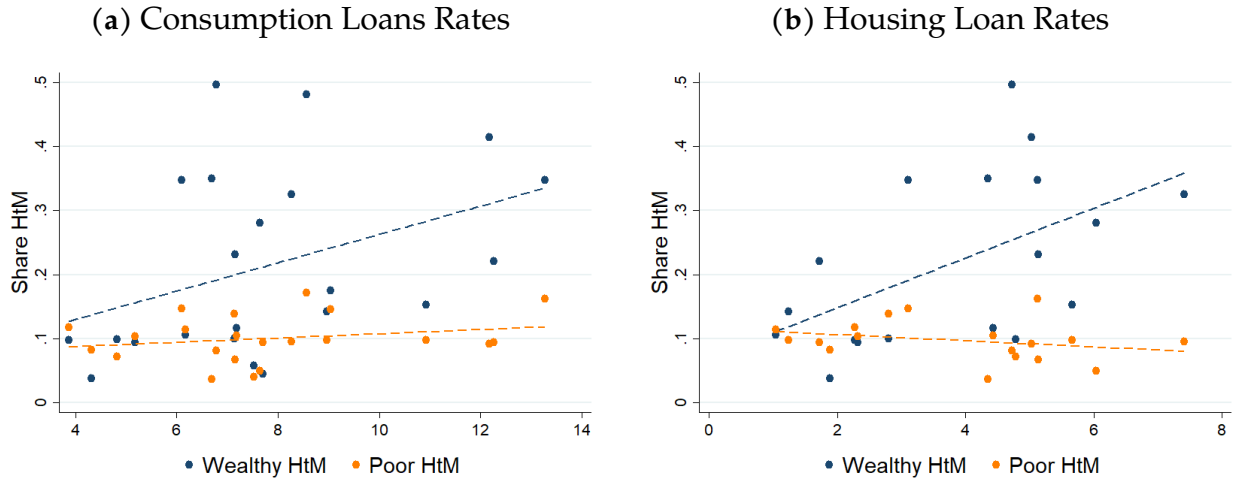 (a) Consumption Loans Rates
Share HtM
0 .1 .2 .3 .4 .5
4 6 8 10 12 14
Wealthy HtM Poor HtM
(b) Housing Loan Rates
Share HtM
0 .1 .2 .3 .4 .5
0 2 4 6 8
Wealthy HtM Poor HtM